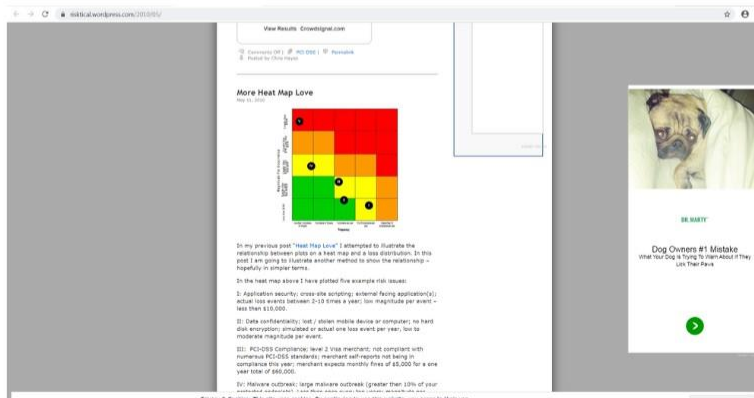 riskticalwordpress.com/2010/05/
View Results Crowdsignal.com
Comments Off | PCI-DSS | Permalink
Posted by Chris Hayes
More Heat Map Love
May 11, 2010
Frequency
In my previous post "Heat Map Love" I attempted to illustrate the
relationship between plots on a heat map and a loss distribution. In this
post I am going to illustrate another method to show the relationship –
hopefully in simpler terms.
In the heat map above I have plotted five example risk issues:
I: Application security; cross-site scripting; external facing application(s);
actual loss events between 2-10 times a year; low magnitude per event –
less then $10,000.
II: Data confidentiality; lost / stolen mobile device or computer; no hard
disk encryption; simulated or actual one loss event per year, low to
moderate magnitude per event.
III: PCI-DSS Compliance; level 2 Visa merchant; not compliant with
numerous PCI-DSS standards; merchant self-reports not being in
compliance this year; merchant expects monthly fines of $5,000 for a one
year total of $60,000.
IV: Malware outbreak; large malware outbreak (greater then 10% of your
DR. MARTY
Dog Owners #1 Mistake
What Your Dog Is Trying To Warn About If They
Lick Their Paws